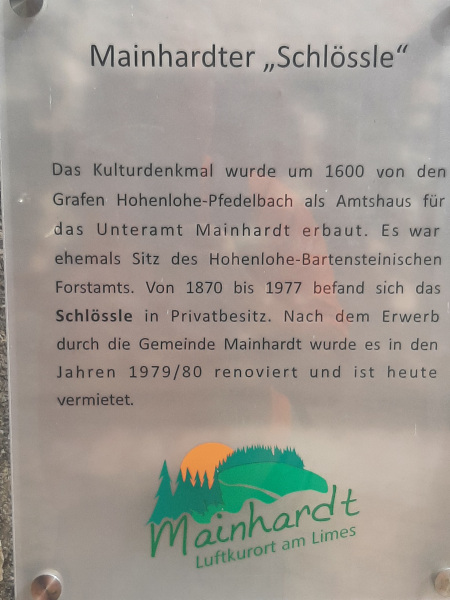 Mainhardter „Schlössle“
Das Kulturdenkmal wurde um 1600 von den
Grafen Hohenlohe-Pfedelbach als Amtshaus für
das Unteramt Mainhardt erbaut. Es war
ehemals Sitz des Hohenlohe-Bartensteinischen
Forstamts. Von 1870 bis 1977 befand sich das
Schlössle in Privatbesitz. Nach dem Erwerb
durch die Gemeinde Mainhardt wurde es in den
Jahren 1979/80 renoviert und ist heute
vermietet.
Mainhardt
Luftkurort am Limes